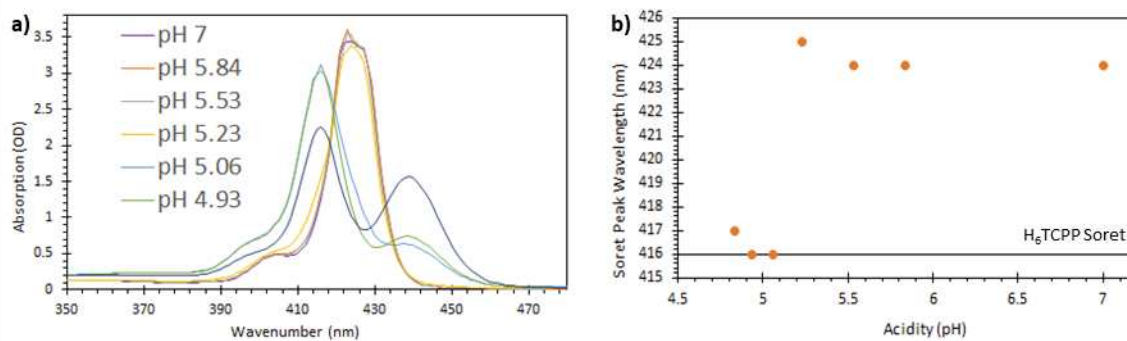 a)
pH 7
pH 5.84
pH 5.53
pH 5.23
pH 5.06
pH 4.93
3.5
3
2.5
2
1.5
1
0.5
0
350 370 390 410 430 450 470
Absorption (OD)
Wavenumber (nm)
b)
426
425
424
423
422
421
420
419
418
417
416
415
4.5 5 5.5 6 6.5 7
Soret Peak Wavelength (nm)
H₆TCPP Soret
Acidity (pH)